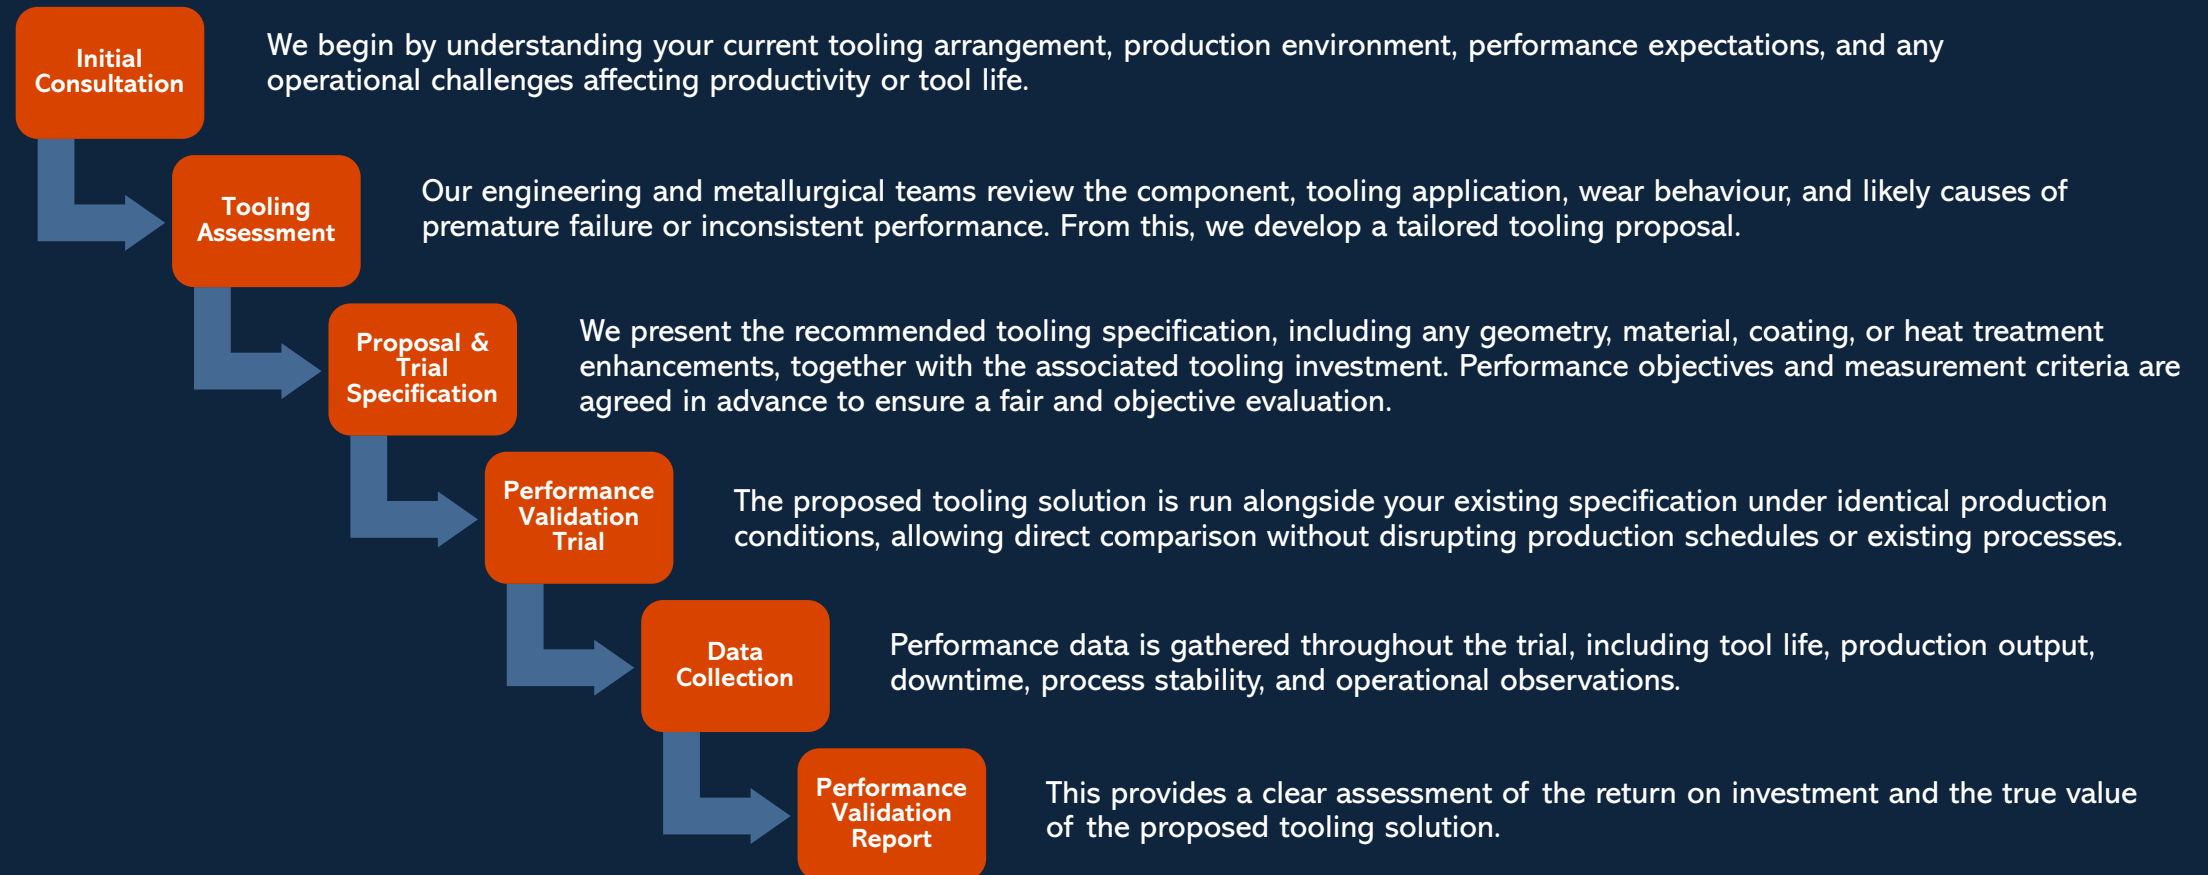 Initial
Consultation
We begin by understanding your current tooling arrangement, production environment, performance expectations, and any
operational challenges affecting productivity or tool life.
Tooling
Assessment
Our engineering and metallurgical teams review the component, tooling application, wear behaviour, and likely causes of
premature failure or inconsistent performance. From this, we develop a tailored tooling proposal.
Proposal &
Trial
Specification
We present the recommended tooling specification, including any geometry, material, coating, or heat treatment
enhancements, together with the associated tooling investment. Performance objectives and measurement criteria are
agreed in advance to ensure a fair and objective evaluation.
Performance
Validation
Trial
The proposed tooling solution is run alongside your existing specification under identical production
conditions, allowing direct comparison without disrupting production schedules or existing processes.
Data
Collection
Performance data is gathered throughout the trial, including tool life, production output,
downtime, process stability, and operational observations.
Performance
Validation
Report
This provides a clear assessment of the return on investment and the true value
of the proposed tooling solution.